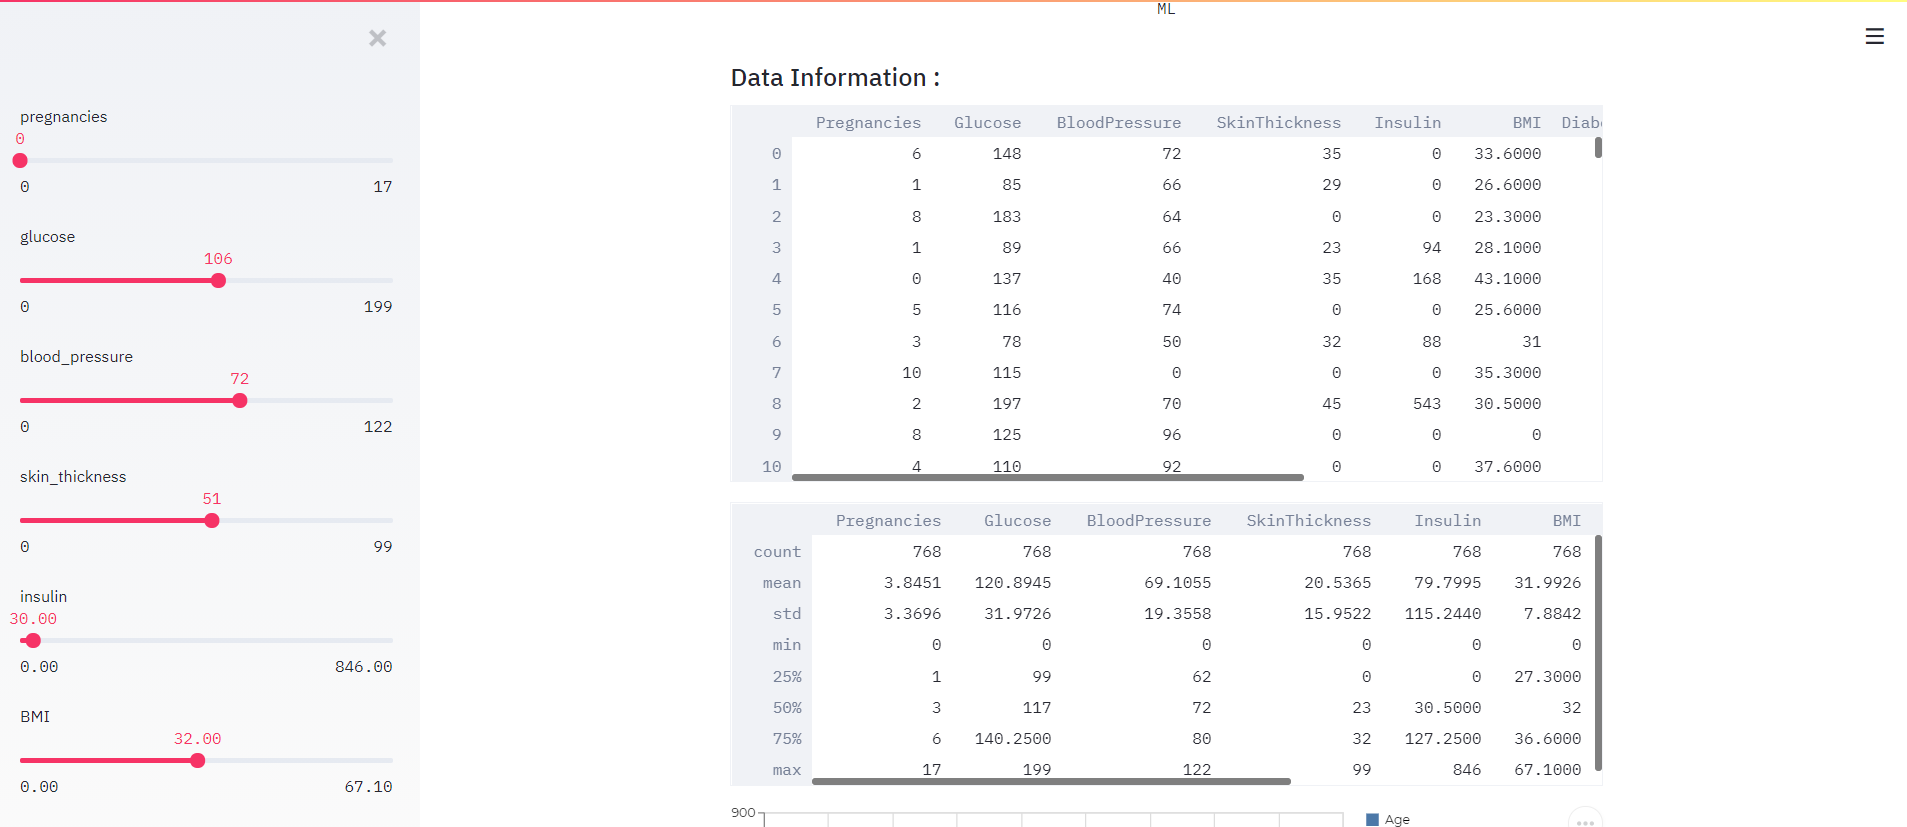 ML
pregnancies
0
0 17
glucose
106
0 199
blood_pressure
72
0 122
skin_thickness
51
0 99
insulin
30.00
0.00 846.00
BMI
32.00
0.00 67.10
Data Information :
Pregnancies Glucose BloodPressure SkinThickness Insulin BMI Diab
0 6 148 72 35 0 33.6000
1 1 85 66 29 0 26.6000
2 8 183 64 0 0 23.3000
3 1 89 66 23 94 28.1000
4 0 137 40 35 168 43.1000
5 5 116 74 0 0 25.6000
6 3 78 50 32 88 31
7 10 115 0 0 0 35.3000
8 2 197 70 45 543 30.5000
9 8 125 96 0 0 0
10 4 110 92 0 0 37.6000
Pregnancies Glucose BloodPressure SkinThickness Insulin BMI
count 768 768 768 768 768 768
mean 3.8451 120.8945 69.1055 20.5365 79.7995 31.9926
std 3.3696 31.9726 19.3558 15.9522 115.2440 7.8842
min 0 0 0 0 0 0
25% 1 99 62 0 0 27.3000
50% 3 117 72 23 30.5000 32
75% 6 140.2500 80 32 127.2500 36.6000
max 17 199 122 99 846 67.1000
900 Age